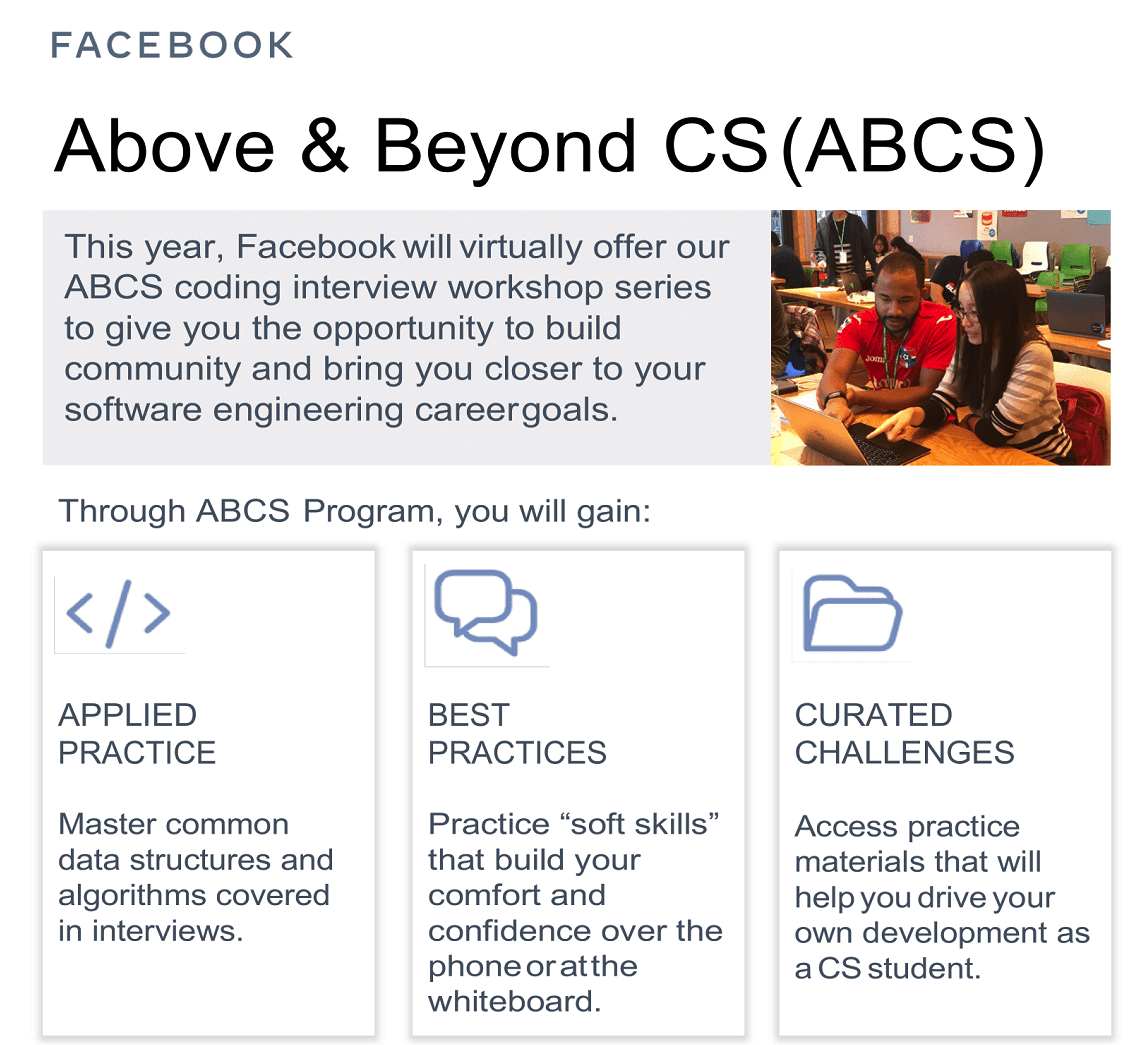 FACEBOOK
Above & Beyond CS (ABCS)
This year, Facebook will virtually offer our
ABCS coding interview workshop series
to give you the opportunity to build
community and bring you closer to your
software engineering career goals.
Through ABCS Program, you will gain:
APPLIED
PRACTICE
Master common
data structures and
algorithms covered
in interviews.
BEST
PRACTICES
Practice “soft skills”
that build your
comfort and
confidence over the
phone or at the
whiteboard.
CURATED
CHALLENGES
Access practice
materials that will
help you drive your
own development as
a CS student.